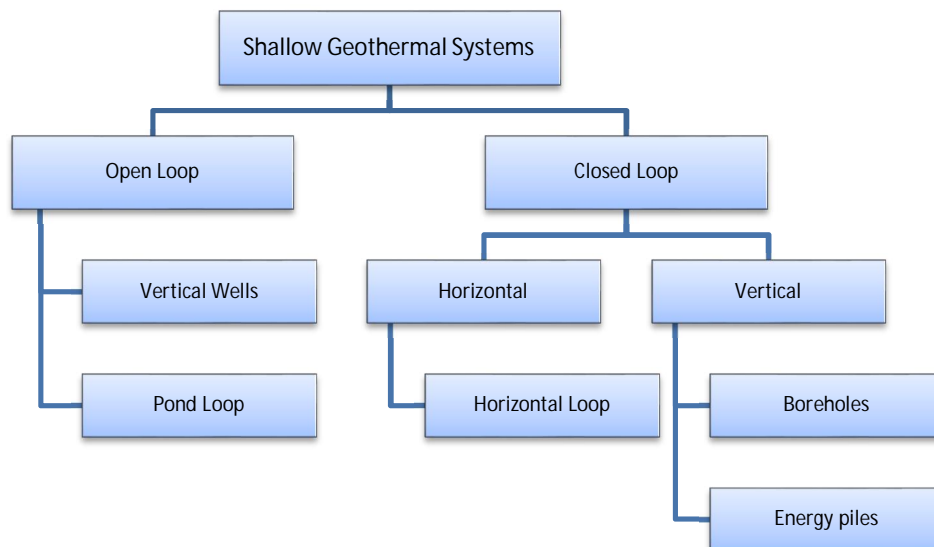 Shallow Geothermal Systems
Open Loop
Closed Loop
Vertical Wells
Horizontal
Vertical
Pond Loop
Horizontal Loop
Boreholes
Energy piles